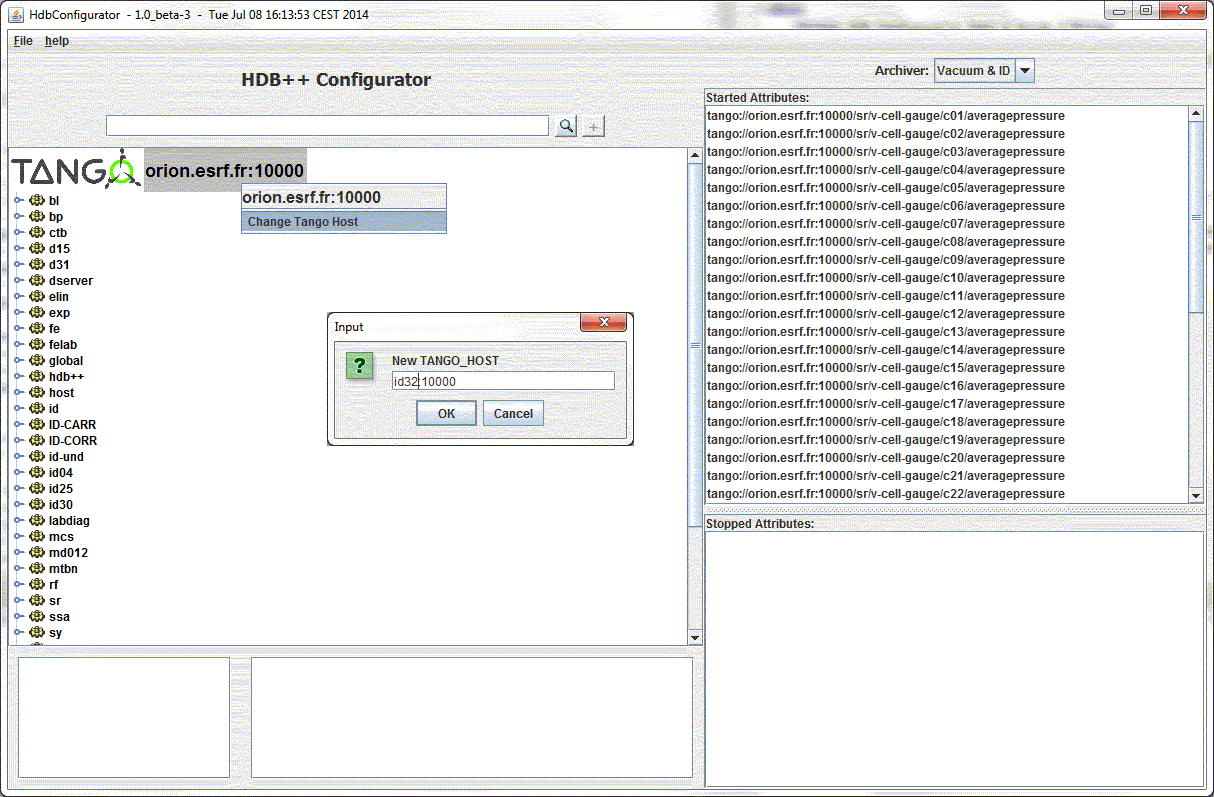 HdbConfigurator - 1.0_beta-3 - Tue Jul 08 16:13:53 CEST 2014
File help
HDB++ Configurator
Archiver: Vacuum & ID
+
TANGO orion.esrf.fr:10000
orion.esrf.fr:10000
Change Tango Host
bl
bp
ctb
d15
d31
dserver
elin
exp
fe
felab
global
hdb++
host
id
ID-CARR
ID-CORR
id-und
id04
id25
id30
labdiag
mcs
md012
mtbn
rf
sr
ssa
sy
Input
New TANGO_HOST
id32:10000
OK Cancel
Started Attributes:
tango://orion.esrf.fr:10000/sr/v-cell-gauge/c01/averagepressure
tango://orion.esrf.fr:10000/sr/v-cell-gauge/c02/averagepressure
tango://orion.esrf.fr:10000/sr/v-cell-gauge/c03/averagepressure
tango://orion.esrf.fr:10000/sr/v-cell-gauge/c04/averagepressure
tango://orion.esrf.fr:10000/sr/v-cell-gauge/c05/averagepressure
tango://orion.esrf.fr:10000/sr/v-cell-gauge/c06/averagepressure
tango://orion.esrf.fr:10000/sr/v-cell-gauge/c07/averagepressure
tango://orion.esrf.fr:10000/sr/v-cell-gauge/c08/averagepressure
tango://orion.esrf.fr:10000/sr/v-cell-gauge/c09/averagepressure
tango://orion.esrf.fr:10000/sr/v-cell-gauge/c10/averagepressure
tango://orion.esrf.fr:10000/sr/v-cell-gauge/c11/averagepressure
tango://orion.esrf.fr:10000/sr/v-cell-gauge/c12/averagepressure
tango://orion.esrf.fr:10000/sr/v-cell-gauge/c13/averagepressure
tango://orion.esrf.fr:10000/sr/v-cell-gauge/c14/averagepressure
tango://orion.esrf.fr:10000/sr/v-cell-gauge/c15/averagepressure
tango://orion.esrf.fr:10000/sr/v-cell-gauge/c16/averagepressure
tango://orion.esrf.fr:10000/sr/v-cell-gauge/c17/averagepressure
tango://orion.esrf.fr:10000/sr/v-cell-gauge/c18/averagepressure
tango://orion.esrf.fr:10000/sr/v-cell-gauge/c19/averagepressure
tango://orion.esrf.fr:10000/sr/v-cell-gauge/c20/averagepressure
tango://orion.esrf.fr:10000/sr/v-cell-gauge/c21/averagepressure
tango://orion.esrf.fr:10000/sr/v-cell-gauge/c22/averagepressure
Stopped Attributes: